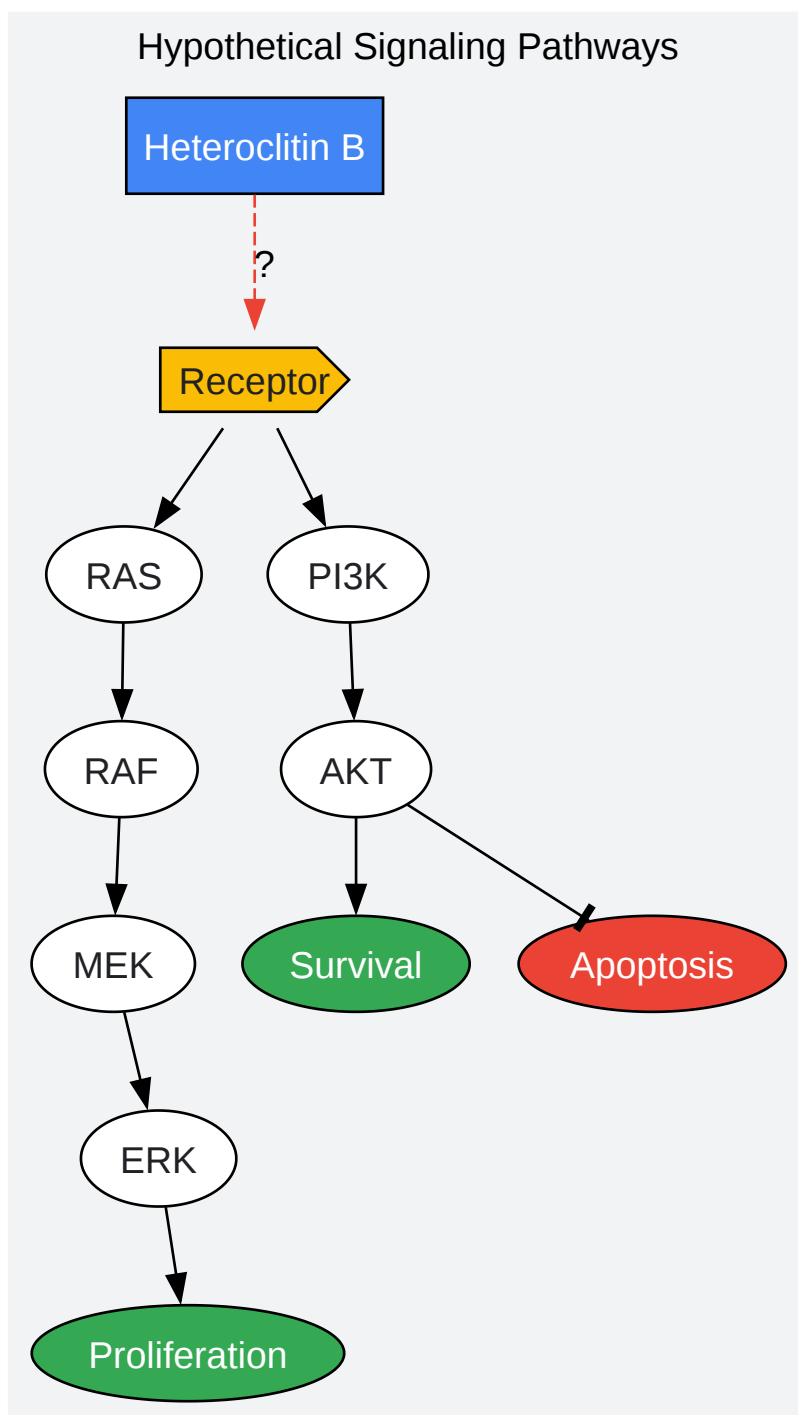 Hypothetical Signaling Pathways
Heteroclitin B
?
Receptor
RAS
PI3K
RAF
AKT
MEK
Survival
Apoptosis
ERK
Proliferation